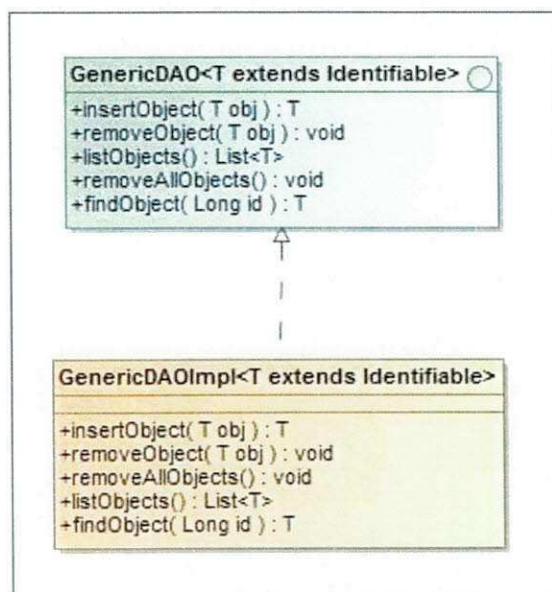 GenericDAO<T extends Identifiable>
+insertObject( T obj ) : T
+removeObject( T obj ) : void
+listObjects() : List<T>
+removeAllObjects() : void
+findObject( Long id ) : T
GenericDAOImpl<T extends Identifiable>
+insertObject( T obj ) : T
+removeObject( T obj ) : void
+removeAllObjects() : void
+listObjects() : List<T>
+findObject( Long id ) : T